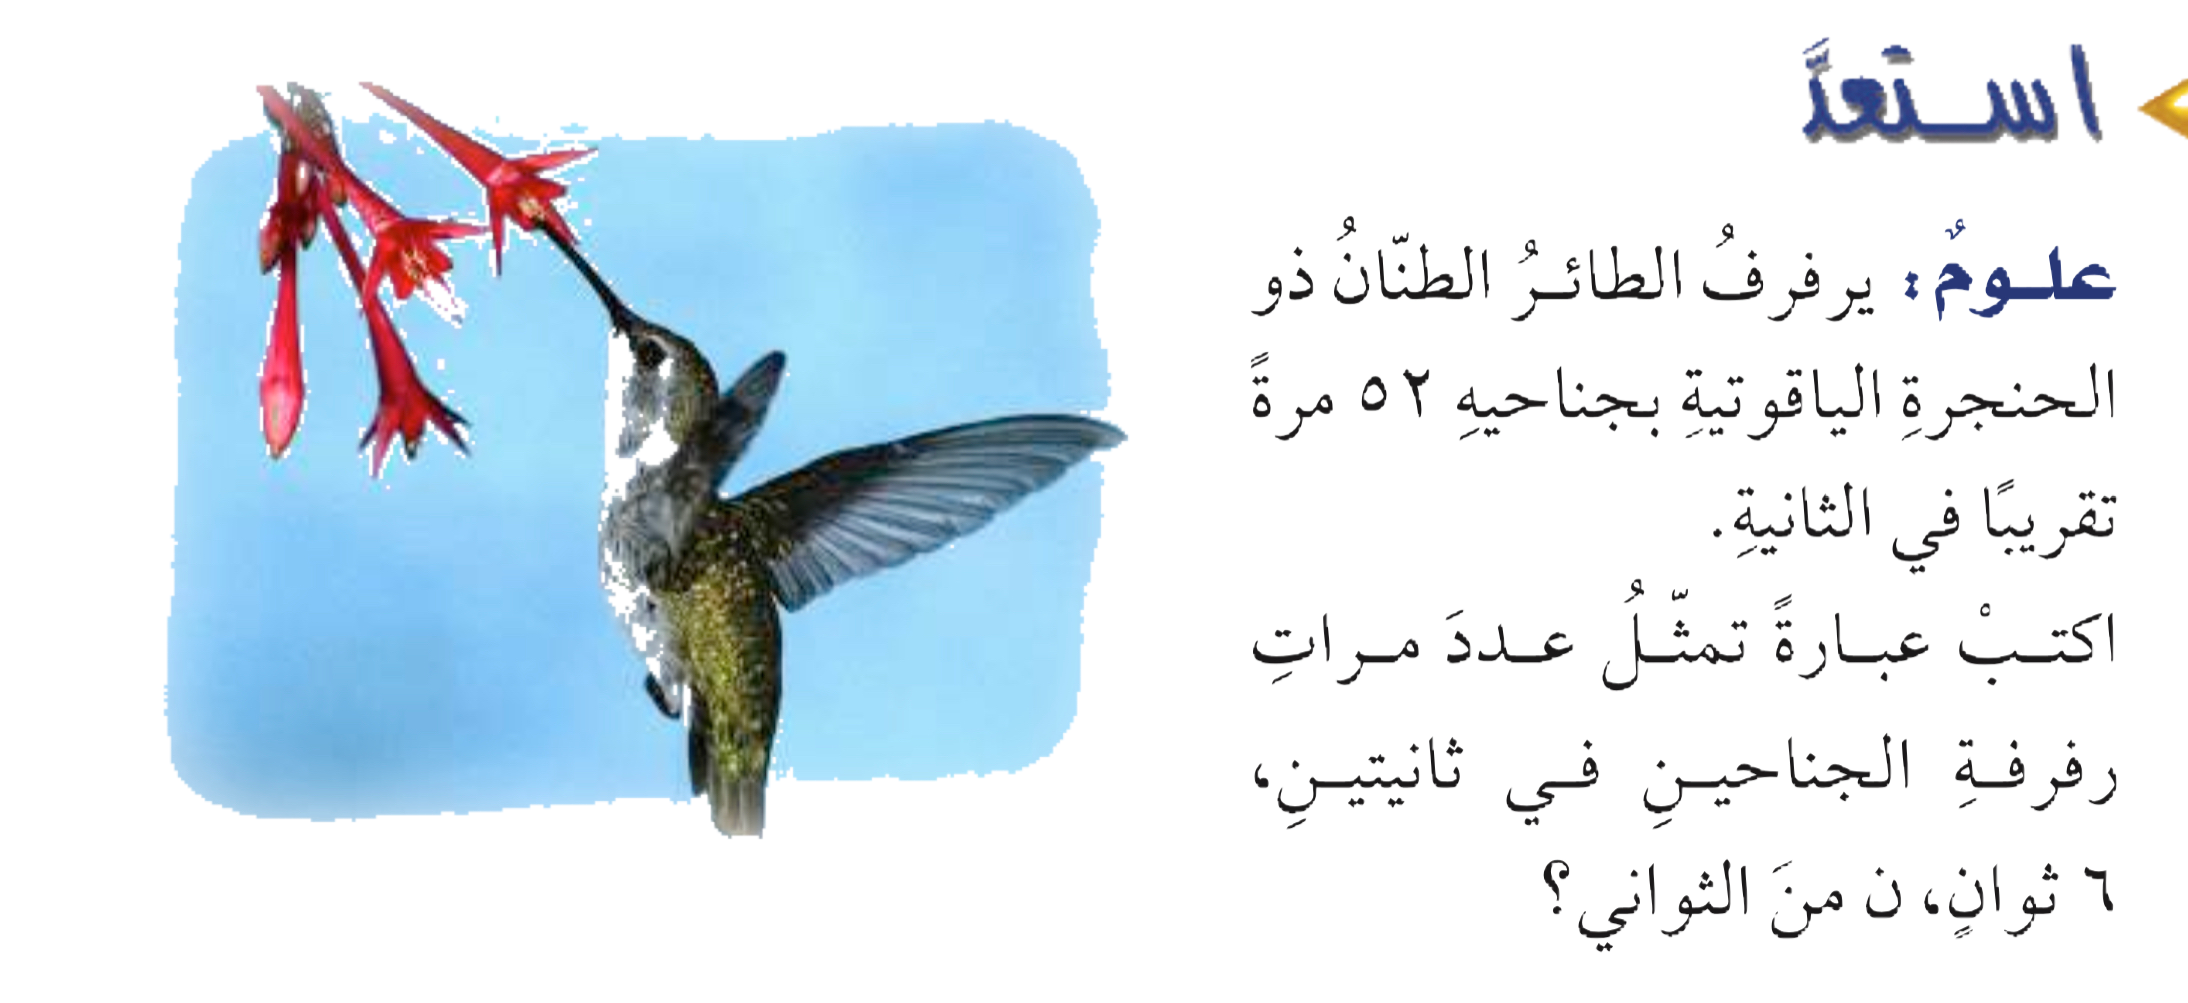 استعدَّ
علومٌ: يرفرفُ الطائرُ الطنّانُ ذو
الحنجرةِ الياقوتيةِ بجناحيهِ ٥٢ مرةً
تقريبًا في الثانيةِ.
اكتبْ عبارةً تمثّلُ عددَ مراتِ
رفرفةِ الجناحينِ في ثانيتينِ،
٦ ثوانٍ، ن منَ الثواني؟